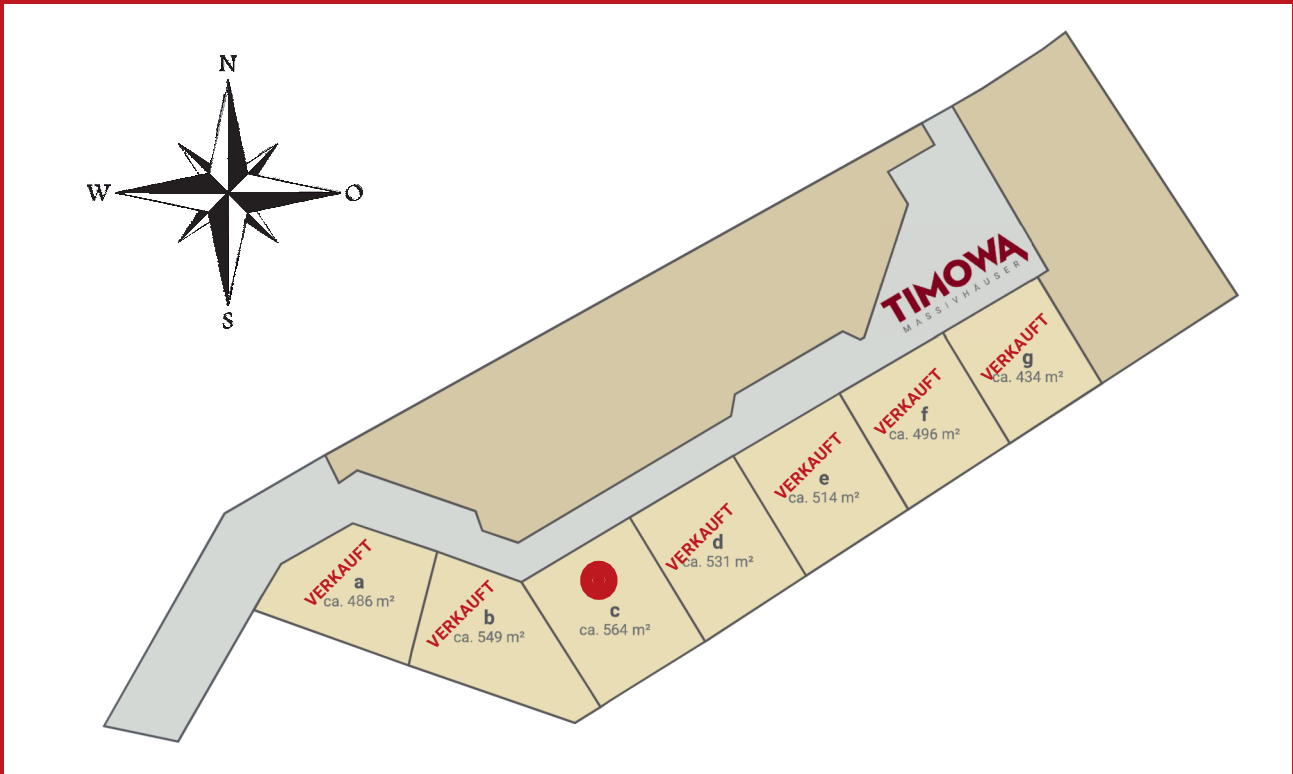 N
W
O
S
TIMOWA
MASSIVHÄUSER
VERKAUFT
g
ca. 434 m²
VERKAUFT
f
ca. 496 m²
VERKAUFT
e
ca. 514 m²
VERKAUFT
d
ca. 531 m²
c
ca. 564 m²
VERKAUFT
a
ca. 486 m²
VERKAUFT
b
ca. 549 m²